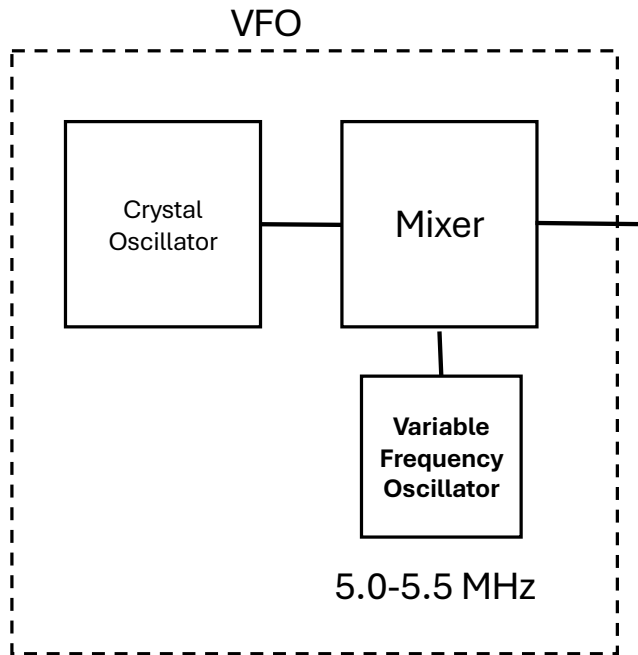 VFO
Crystal
Oscillator
Mixer
Variable
Frequency
Oscillator
5.0-5.5 MHz